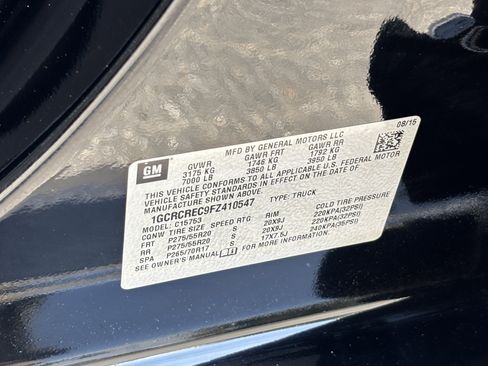 GM
MFD BY GENERAL MOTORS LLC
08/15
GVWR GAWR FRT GAWR RR
3175 KG 1746 KG 1792 KG
7000 LB 3850 LB 3950 LB
THIS VEHICLE CONFORMS TO ALL APPLICABLE U.S. FEDERAL MOTOR
VEHICLE SAFETY STANDARDS IN EFFECT ON THE DATE OF
MANUFACTURE SHOWN ABOVE.
1GCRCREC9FZ410547 TYPE: TRUCK
MODEL: C15753
CQNW TIRE SIZE SPEED RTG RIM COLD TIRE PRESSURE
FRT P275/55R20 S 20X9J 220KPA(32PSI)
RR P275/55R20 S 20X9J 220KPA(32PSI)
SPA P265/70R17 S 17X7.5J 240KPA(35PSI)
SEE OWNER'S MANUAL FOR MORE INFORMATION.